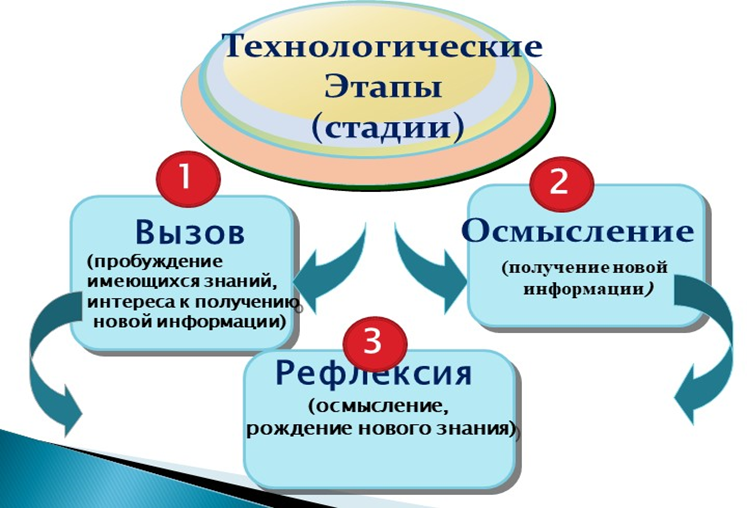 Технологические
Этапы
(стадии)
1
Вызов
(пробуждение
имеющихся знаний,
интереса к получению
новой информации)
2
Осмысление
(получение новой
информации)
3
Рефлексия
(осмысление,
рождение нового знания)